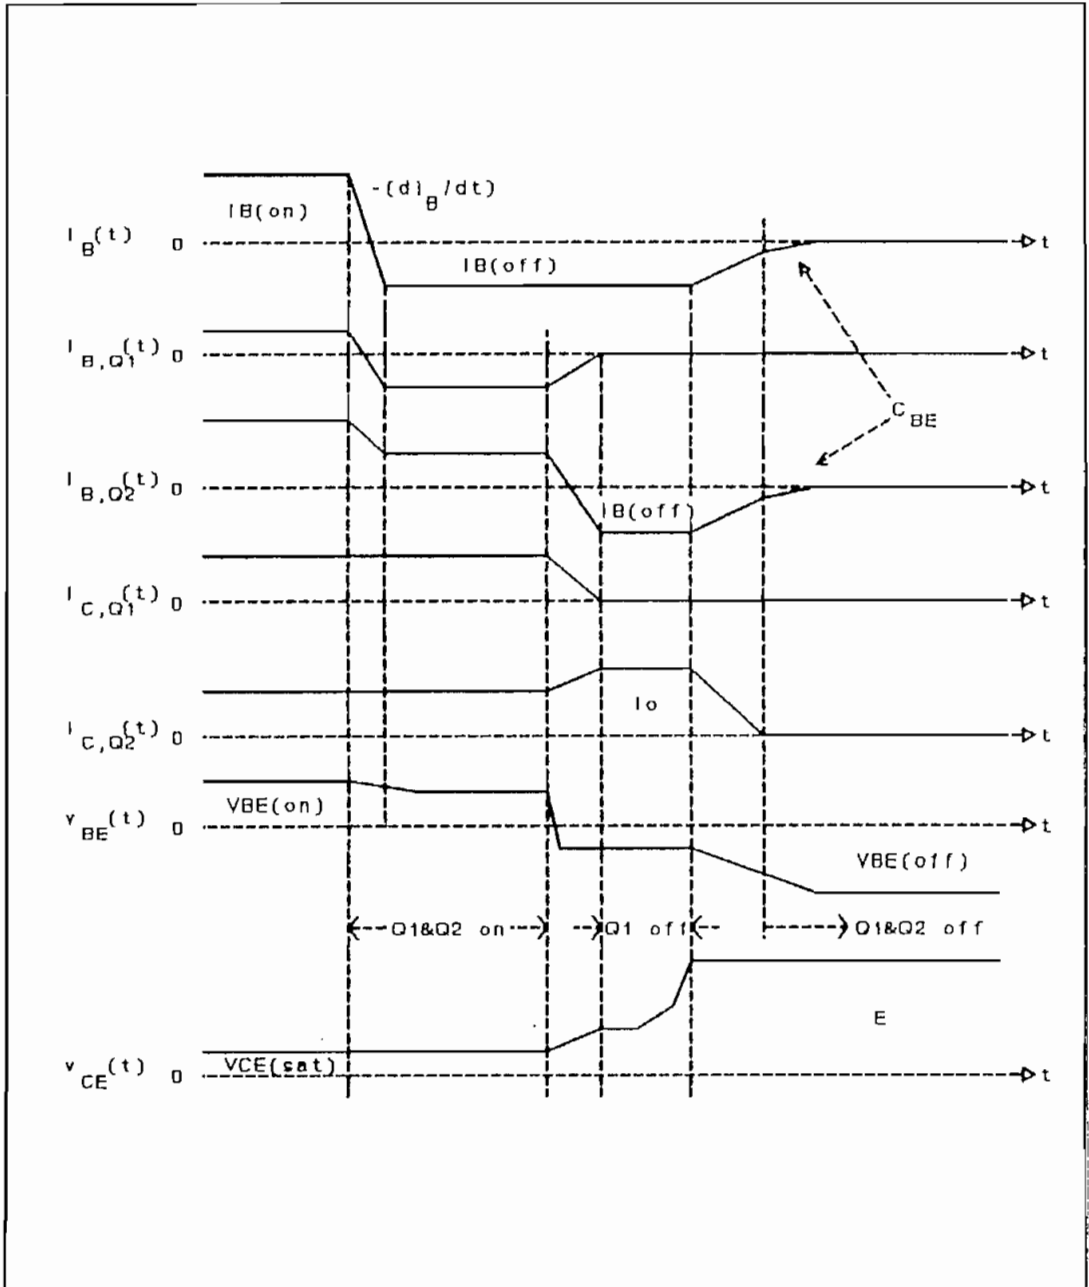 -(dI_B/dt)
IB(on)
I_B(t) 0 t
IB(off)
I_B,Q1(t) 0 t
C_BE
I_B,Q2(t) 0 t
IB(off)
I_C,Q1(t) 0 t
Io
I_C,Q2(t) 0 t
VBE(on)
v_BE(t) 0 t
VBE(off)
Q1&Q2 on Q1 off Q1&Q2 off
E
VCE(sat)
v_CE(t) 0 t